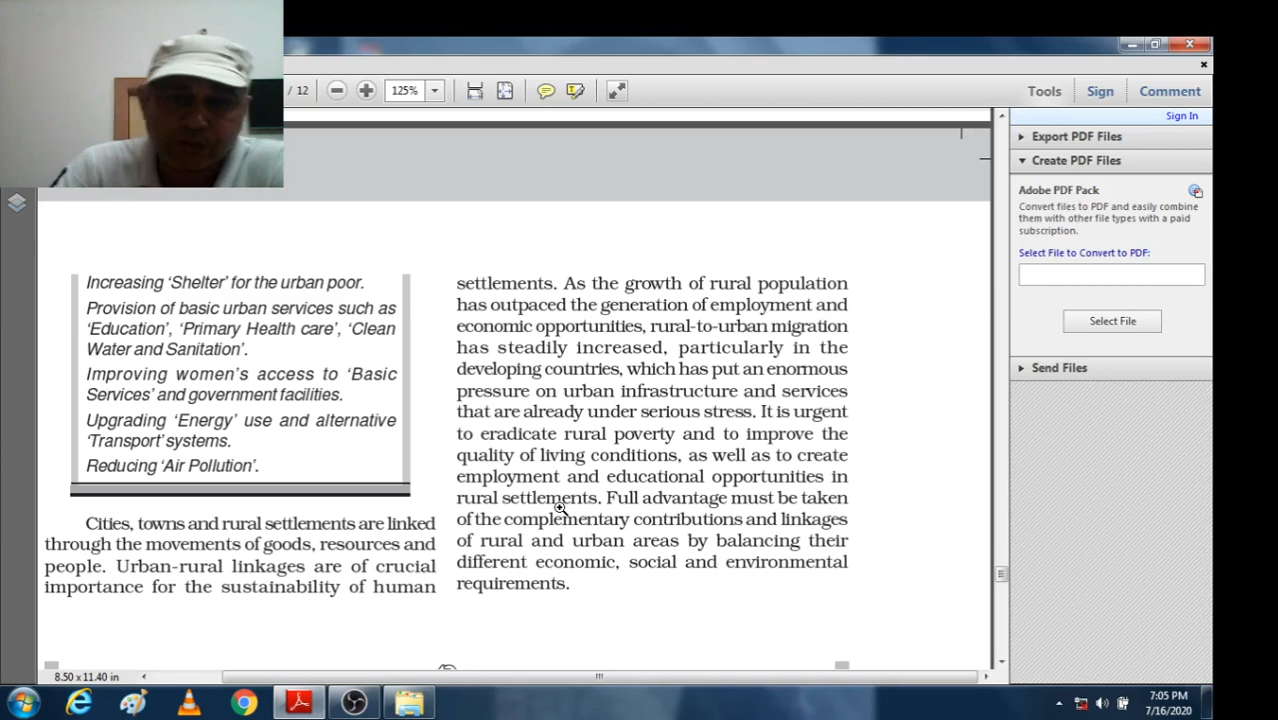 / 12
125%
Tools
Sign
Comment
Sign In
Export PDF Files
Create PDF Files
Adobe PDF Pack
Convert files to PDF and easily combine
them with other file types with a paid
subscription.
Select File to Convert to PDF:
Select File
Send Files
Increasing ‘Shelter’ for the urban poor.
Provision of basic urban services such as
‘Education’, ‘Primary Health care’, ‘Clean
Water and Sanitation’.
Improving women’s access to ‘Basic
Services’ and government facilities.
Upgrading ‘Energy’ use and alternative
‘Transport’ systems.
Reducing ‘Air Pollution’.
Cities, towns and rural settlements are linked
through the movements of goods, resources and
people. Urban-rural linkages are of crucial
importance for the sustainability of human
settlements. As the growth of rural population
has outpaced the generation of employment and
economic opportunities, rural-to-urban migration
has steadily increased, particularly in the
developing countries, which has put an enormous
pressure on urban infrastructure and services
that are already under serious stress. It is urgent
to eradicate rural poverty and to improve the
quality of living conditions, as well as to create
employment and educational opportunities in
rural settlements. Full advantage must be taken
of the complementary contributions and linkages
of rural and urban areas by balancing their
different economic, social and environmental
requirements.
8.50 x 11.40 in
7:05 PM
7/16/2020